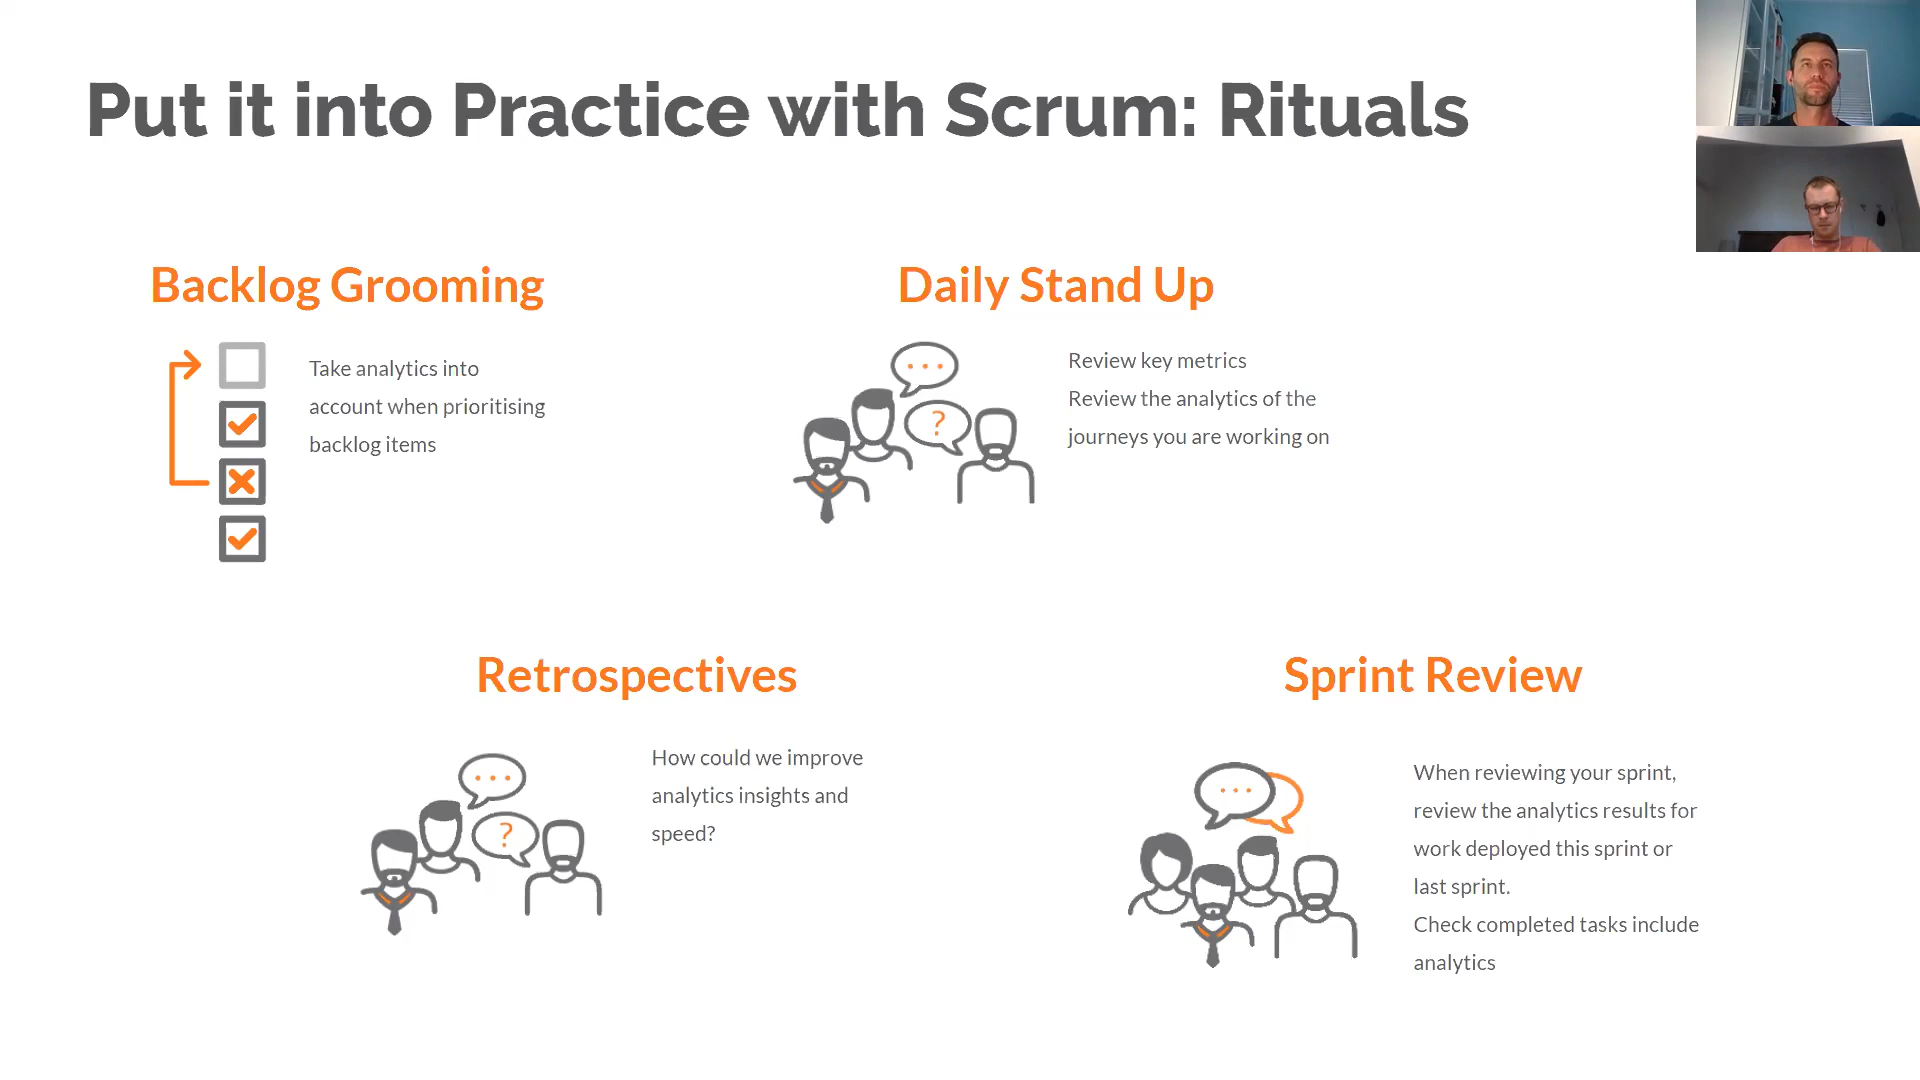 Put it into Practice with Scrum: Rituals
Backlog Grooming
Take analytics into
account when prioritising
backlog items
Daily Stand Up
?
Review key metrics
Review the analytics of the
journeys you are working on
Retrospectives
?
How could we improve
analytics insights and
speed?
Sprint Review
When reviewing your sprint,
review the analytics results for
work deployed this sprint or
last sprint.
Check completed tasks include
analytics